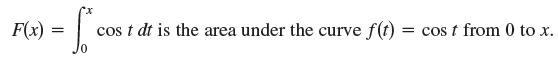 F(x) = ∫₀ˣ cos t dt is the area under the curve f(t) = cos t from 0 to x.